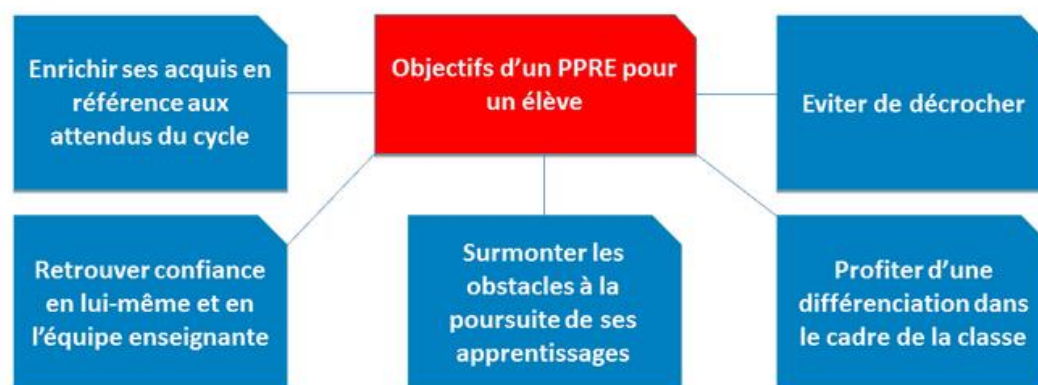 Enrichir ses acquis en
référence aux
attendus du cycle
Objectifs d'un PPRE pour
un élève
Eviter de décrocher
Retrouver confiance
en lui-même et en
l'équipe enseignante
Surmonter les
obstacles à la
poursuite de ses
apprentissages
Profiter d'une
différenciation dans
le cadre de la classe